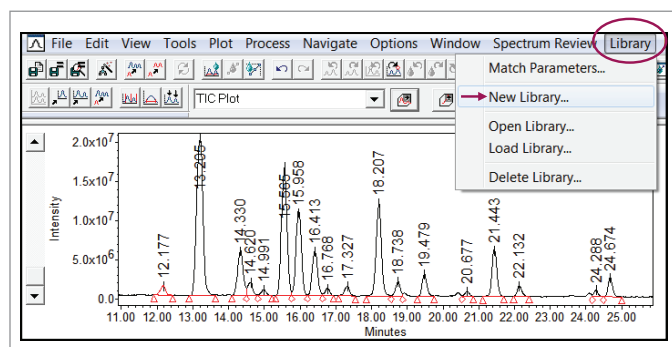 File Edit View Tools Plot Process Navigate Options Window Spectrum Review Library
Match Parameters...
TIC Plot
New Library...
Open Library...
Load Library...
Delete Library...
Intensity
2.0x10⁷
1.5x10⁷
1.0x10⁷
5.0x10⁶
0.0
12.177
13.205
14.330
14.620
14.991
15.565
15.958
16.413
16.768
17.327
18.207
18.738
19.479
20.677
21.443
22.132
24.288
24.674
11.00 12.00 13.00 14.00 15.00 16.00 17.00 18.00 19.00 20.00 21.00 22.00 23.00 24.00 25.00
Minutes